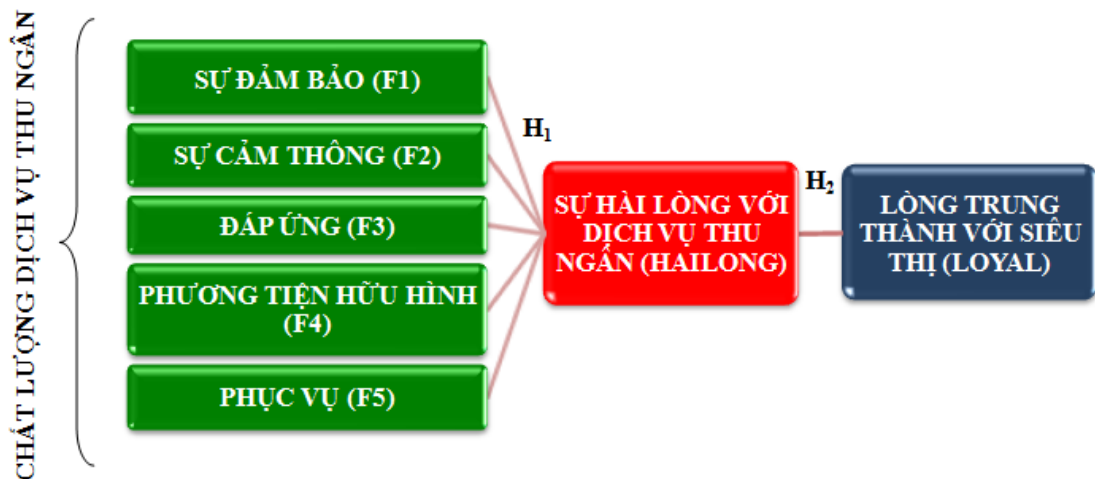 CHẤT LƯỢNG DỊCH VỤ THU NGÂN
SỰ ĐẢM BẢO (F1)
SỰ CẢM THÔNG (F2)
ĐÁP ỨNG (F3)
PHƯƠNG TIỆN HỮU HÌNH
(F4)
PHỤC VỤ (F5)
H₁
SỰ HÀI LÒNG VỚI
DỊCH VỤ THU
NGÂN (HAILONG)
H₂
LÒNG TRUNG
THÀNH VỚI SIÊU
THỊ (LOYAL)